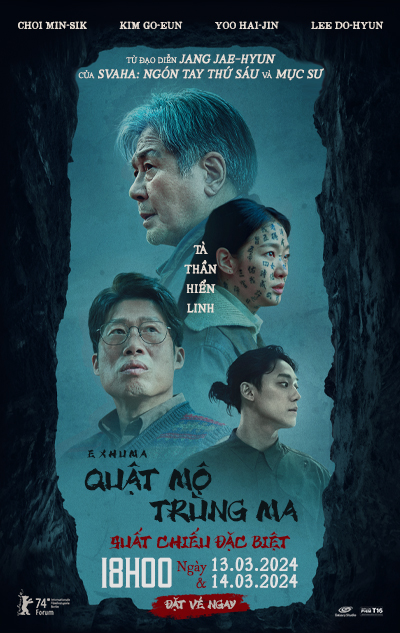 CHOI MIN-SIK KIM GO-EUN YOO HAI-JIN LEE DO-HYUN
TỪ ĐẠO DIỄN JANG JAE-HYUN
CỦA SVAHA: NGÓN TAY THỨ SÁU VÀ MỤC SƯ
TÀ
THẦN
HIỂN
LINH
EXHUMA
QUẬT MỘ
TRÙNG MA
SUẤT CHIẾU ĐẶC BIỆT
18H00 Ngày 13.03.2024
& 14.03.2024
ĐẶT VÉ NGAY
74
Forum
T16